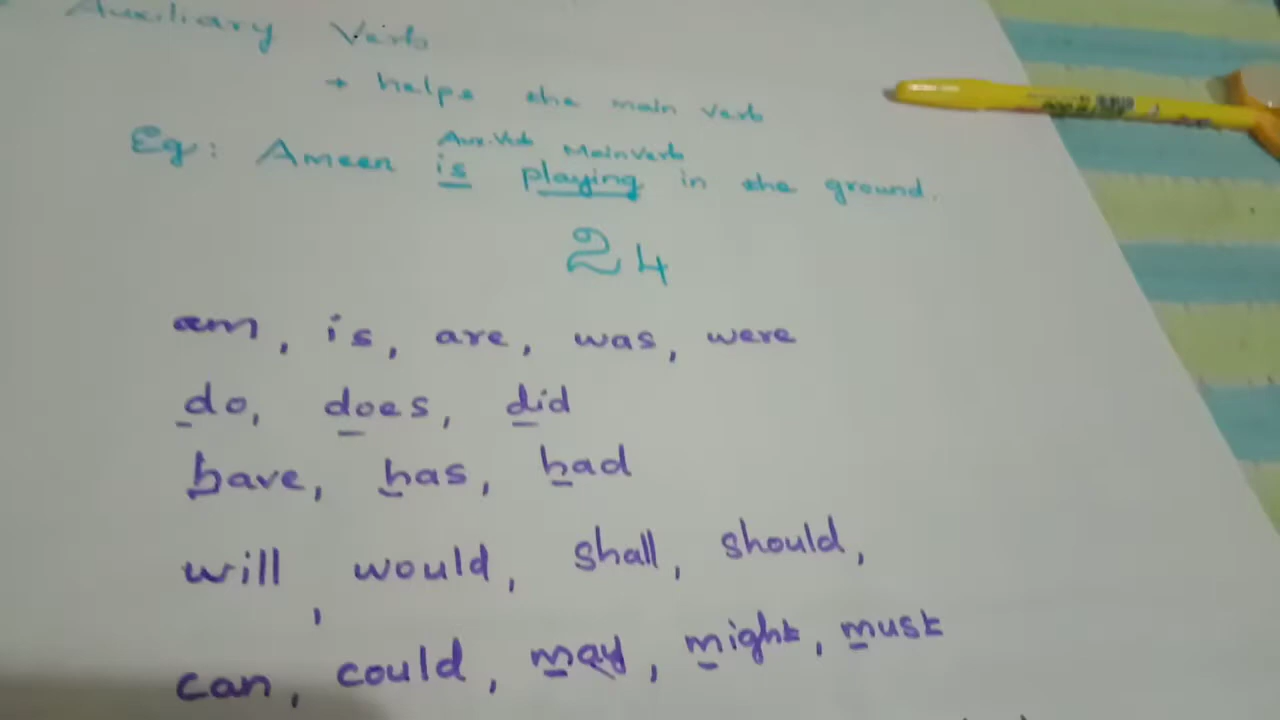 Auxiliary Verb
→ helps the main verb
Aux.Verb Main Verb
Eg: Ameen is playing in the ground.
24
am, is, are, was, were
do, does, did
have, has, had
will, would, shall, should,
can, could, may, might, must